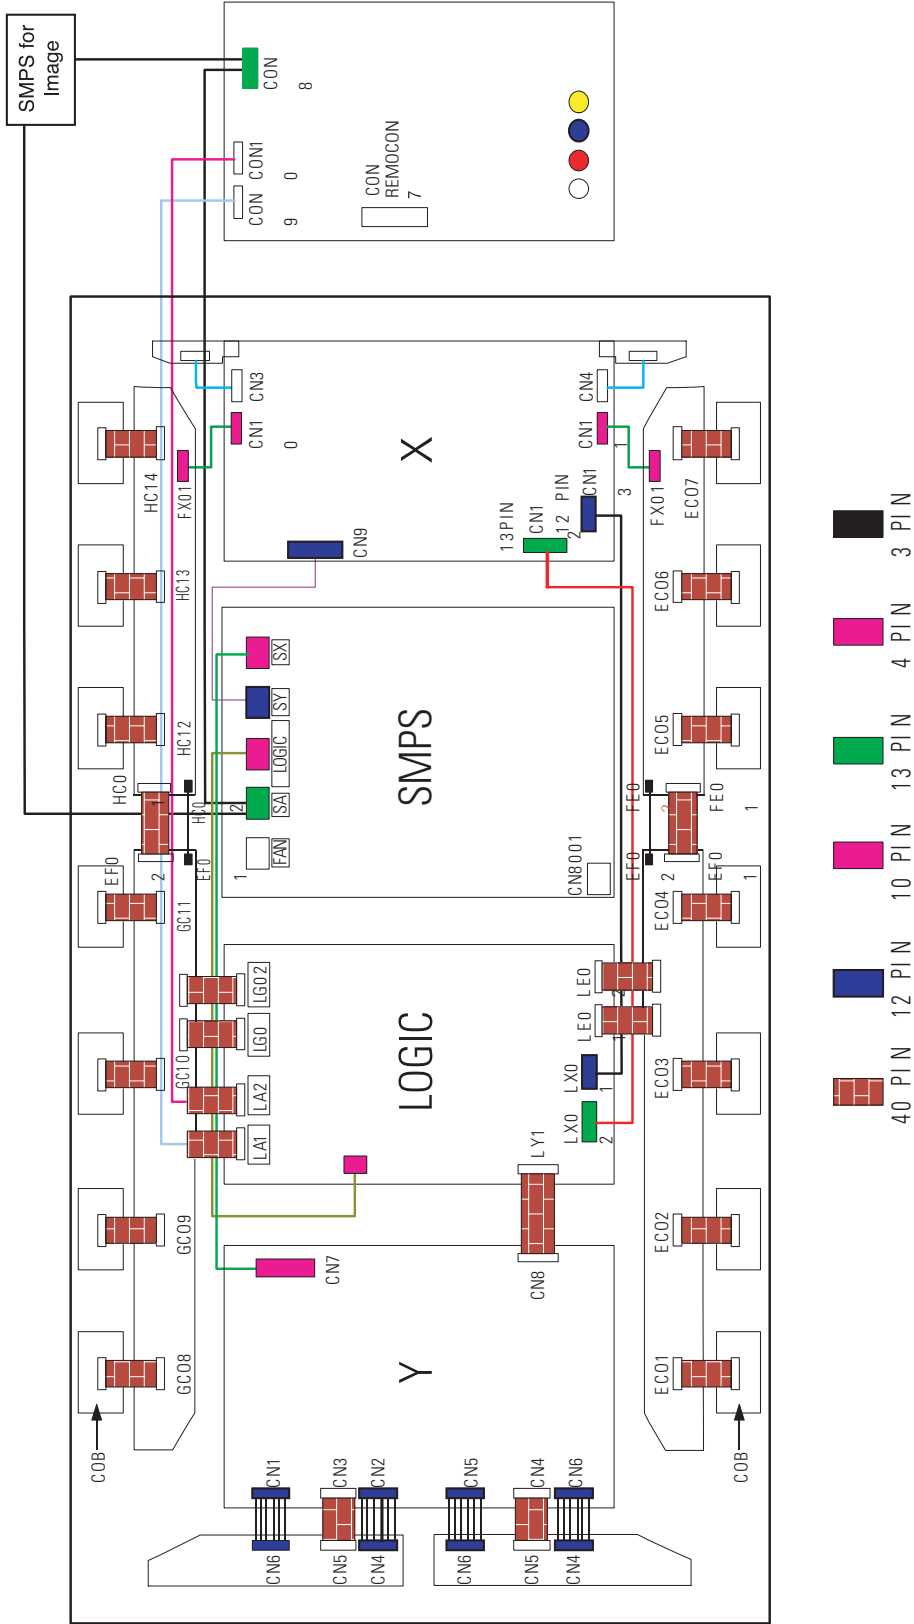 SMPS for
Image
CON
8
CON1
0
CON
9
CON
REMOCON
7
CN3
CN1
0
X
CN4
CN1
1
CN9
13PIN
CN1
2
12 PIN
CN1
3
HC14
FX01
HC13
HC12
HC0
1
HC0
2
EF0
2
EF0
1
GC11
GC10
GC09
GC08
COB
FX01
EC07
EC06
EC05
FE0
2
FE0
1
EF0
2
EF0
1
EC04
EC03
EC02
EC01
COB
SX
SY
LOGIC
SA
FAN
SMPS
CN8001
LG02
LG0
LA2
LA1
LOGIC
LE0
2
LE0
1
LX0
1
LX0
2
LY1
CN8
CN7
Y
CN1
CN3
CN2
CN5
CN4
CN6
CN6
CN5
CN4
CN6
CN5
CN4
40 PIN
12 PIN
10 PIN
13 PIN
4 PIN
3 PIN